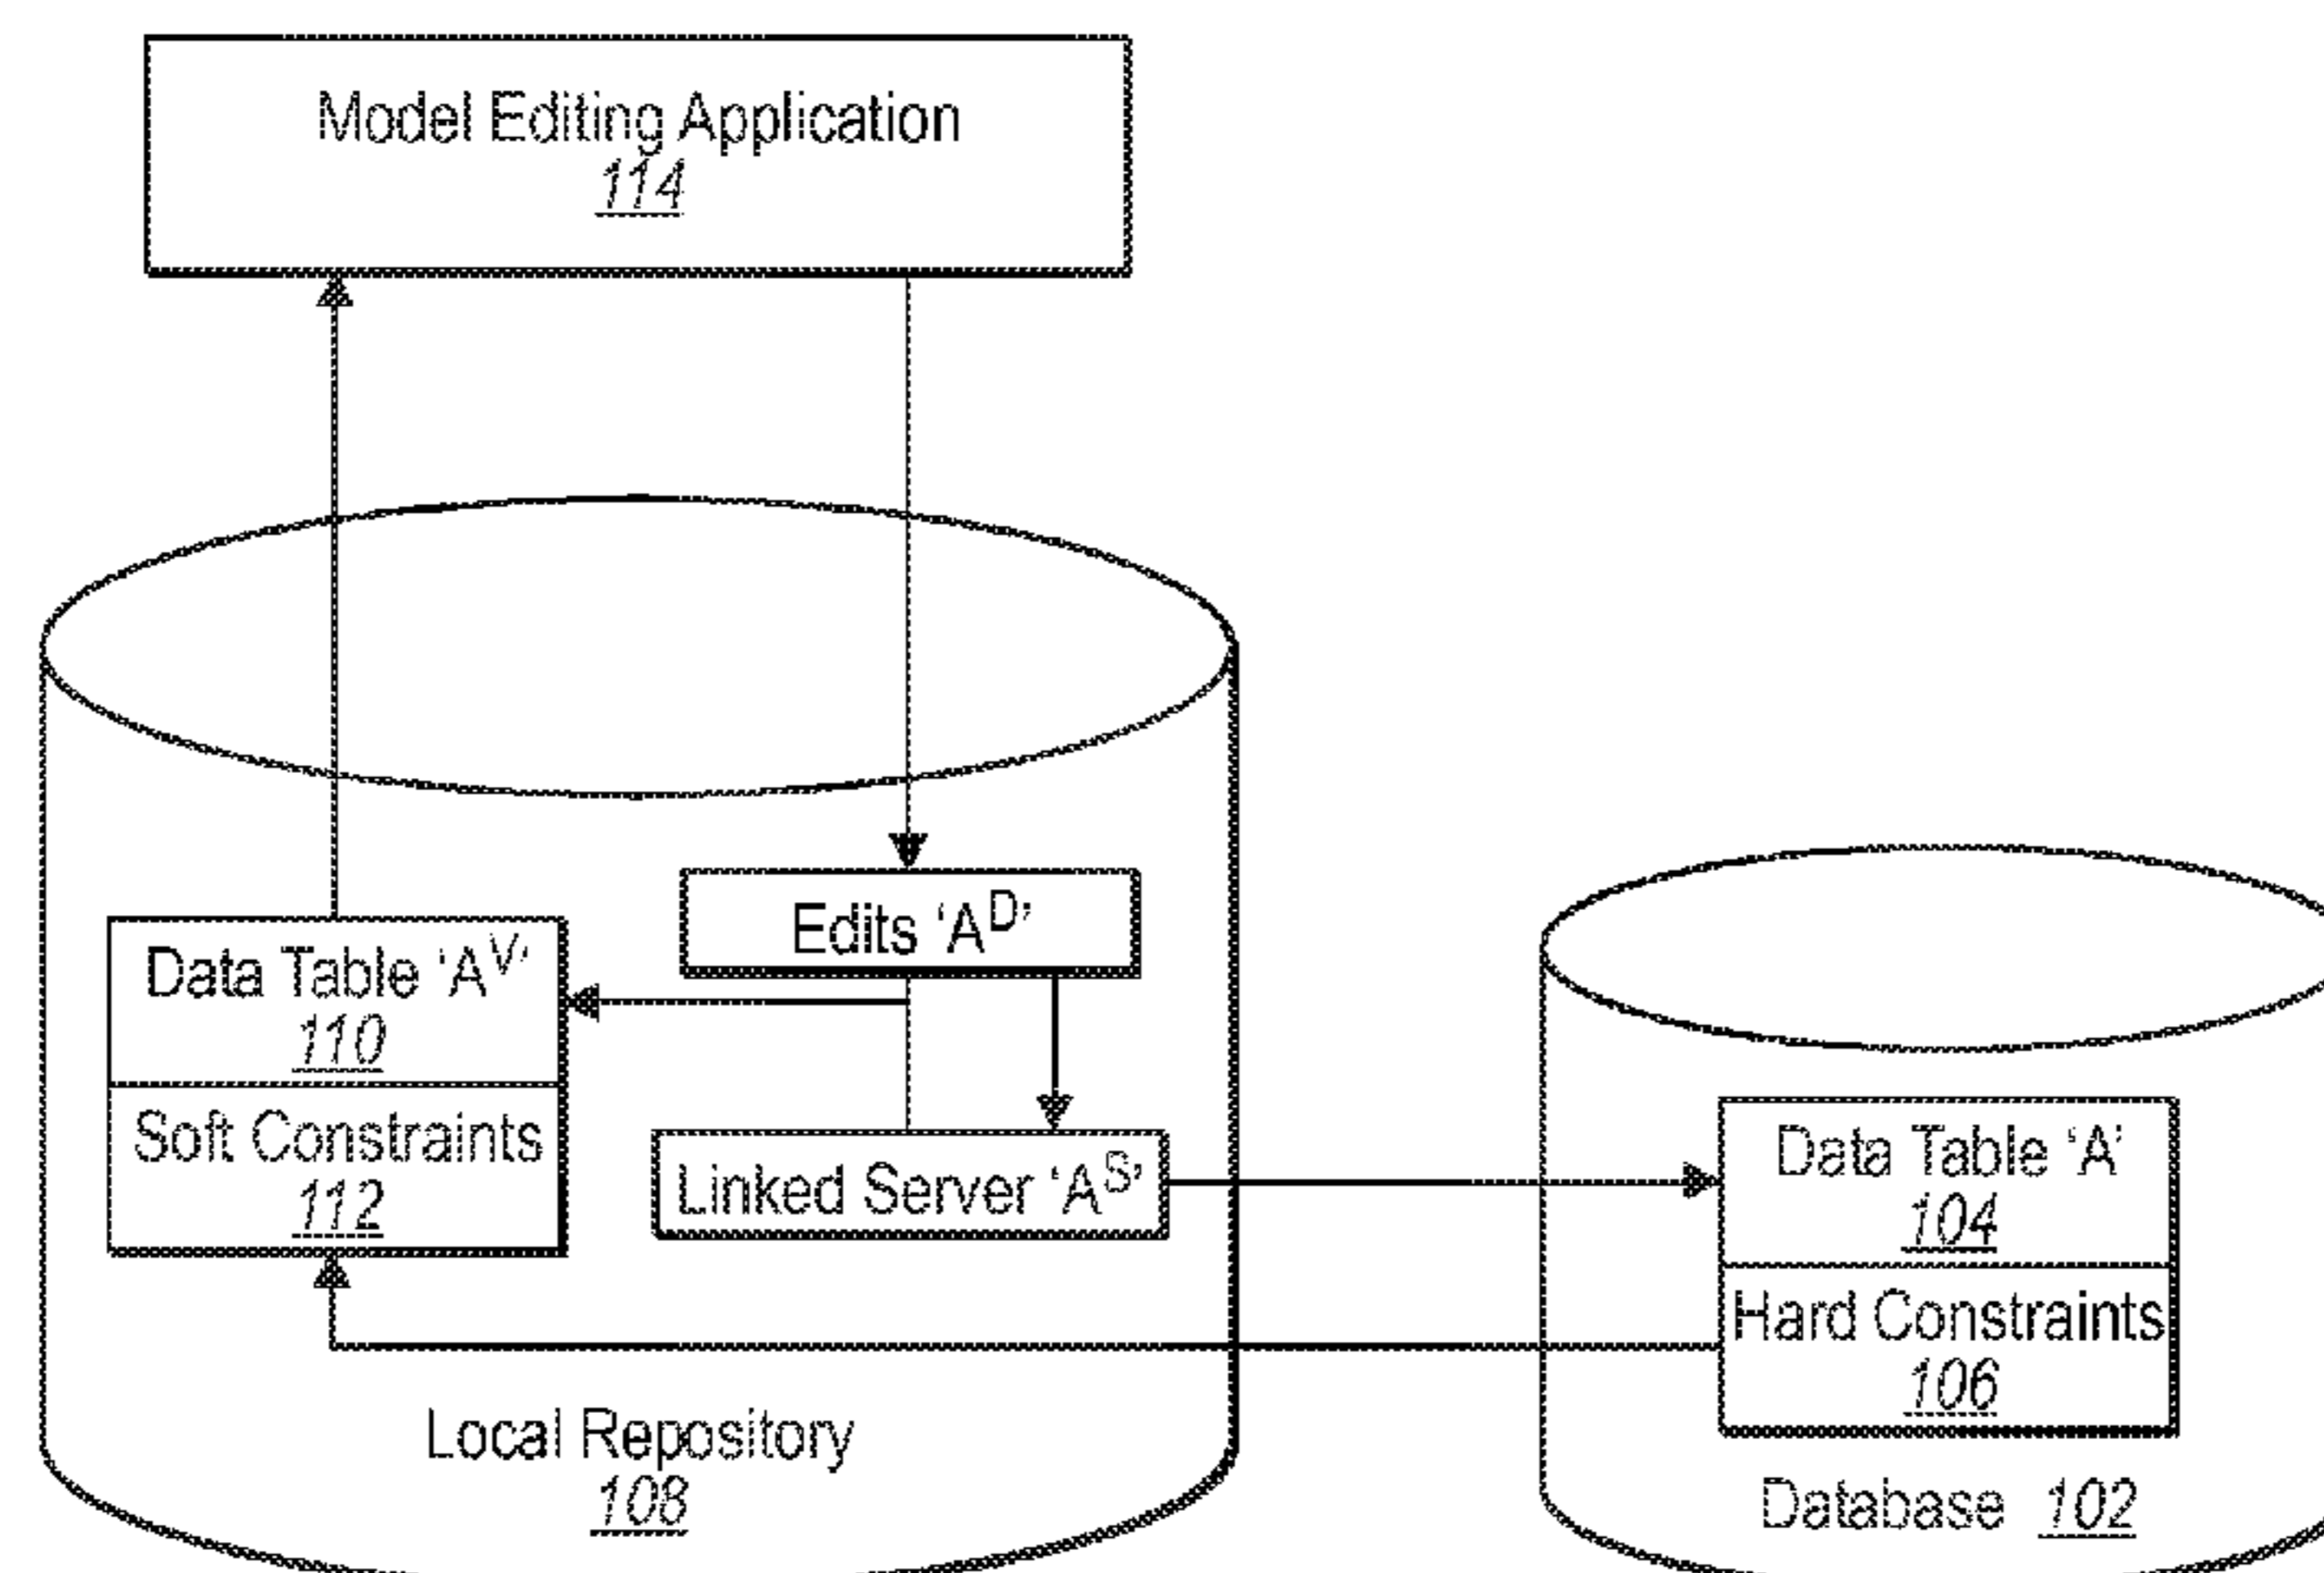 Model Editing Application
114
Edits ‘A^D’
Data Table ‘A^V’
110
Soft Constraints
112
Linked Server ‘A^S’
Data Table ‘A’
104
Hard Constraints
106
Local Repository
108
Database 102